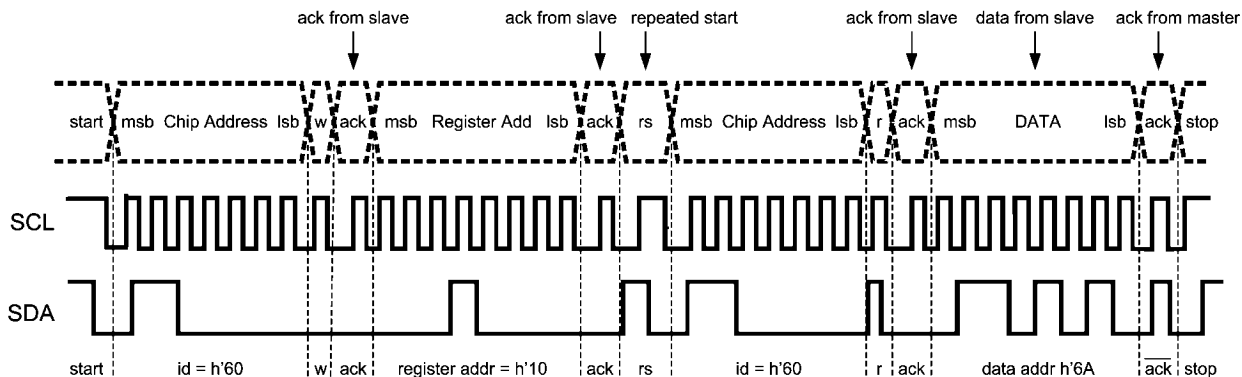 ack from slave ack from slave repeated start ack from slave data from slave ack from master
start msb Chip Address lsb w ack msb Register Add lsb ack rs msb Chip Address lsb r ack msb DATA lsb ack stop
SCL
SDA
start id = h'60 w ack register addr = h'10 ack rs id = h'60 r ack data addr h'6A ack stop